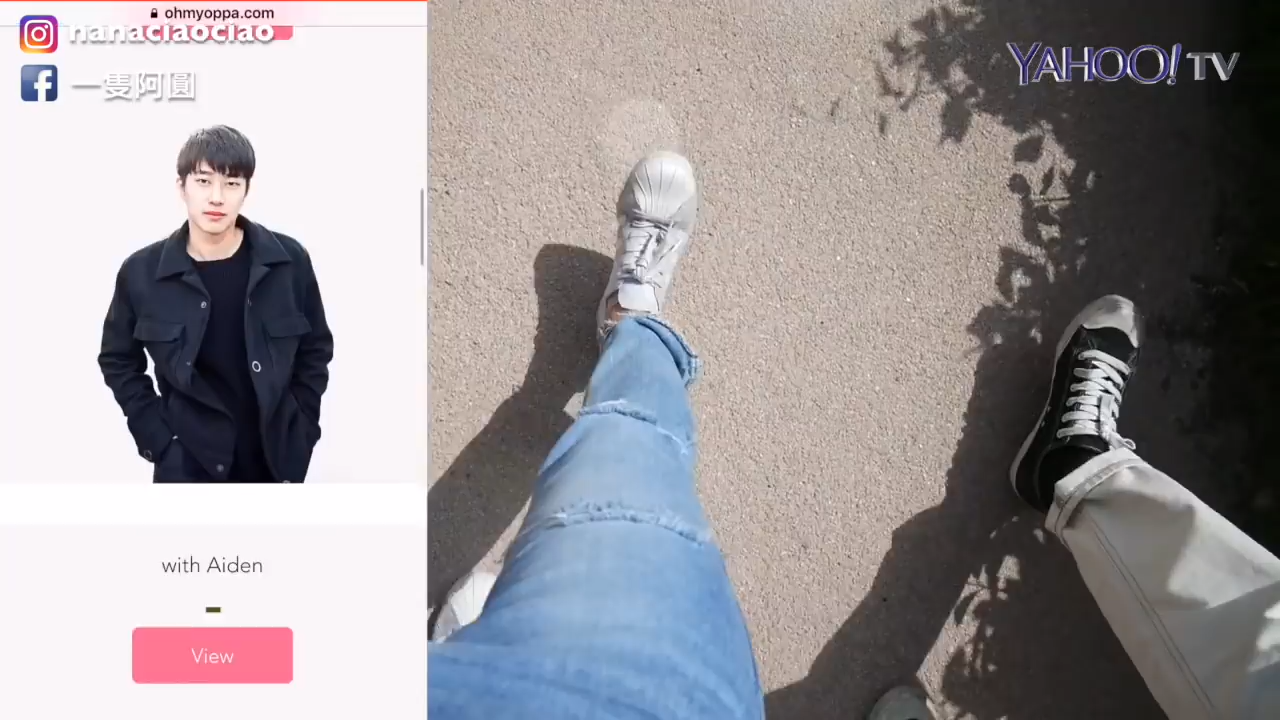 ohmyoppa.com
nanaciaociao
一隻阿圓
YAHOO! TV
with Aiden
View